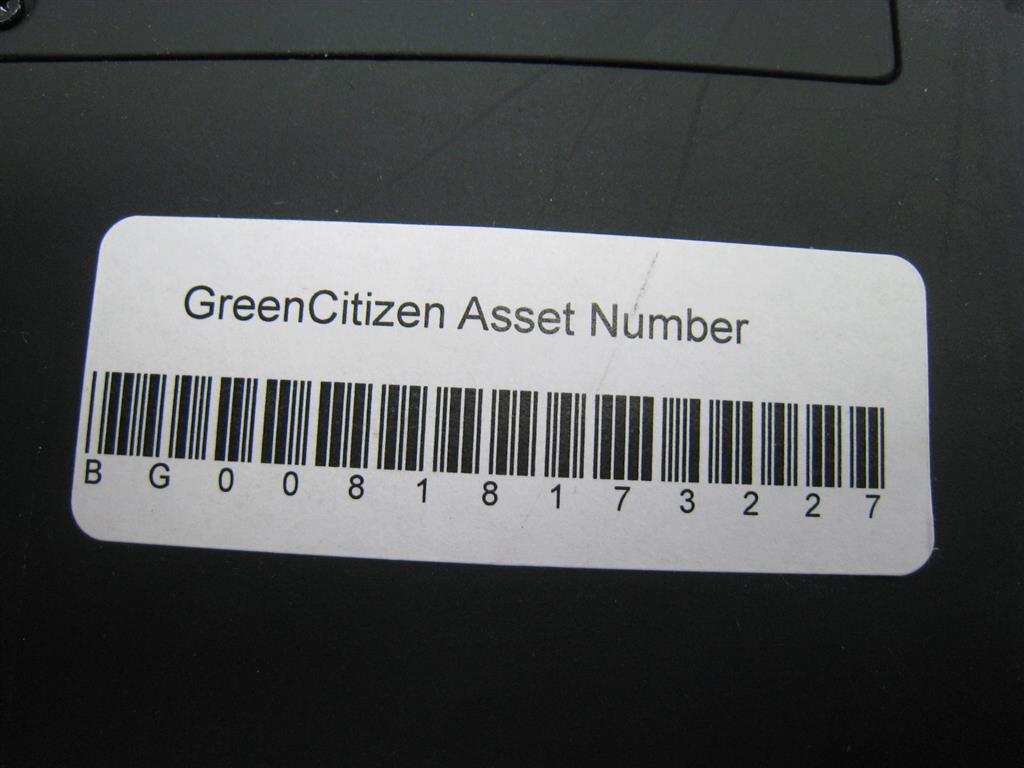 GreenCitizen Asset Number
B G 0 0 8 1 8 1 7 3 2 2 7